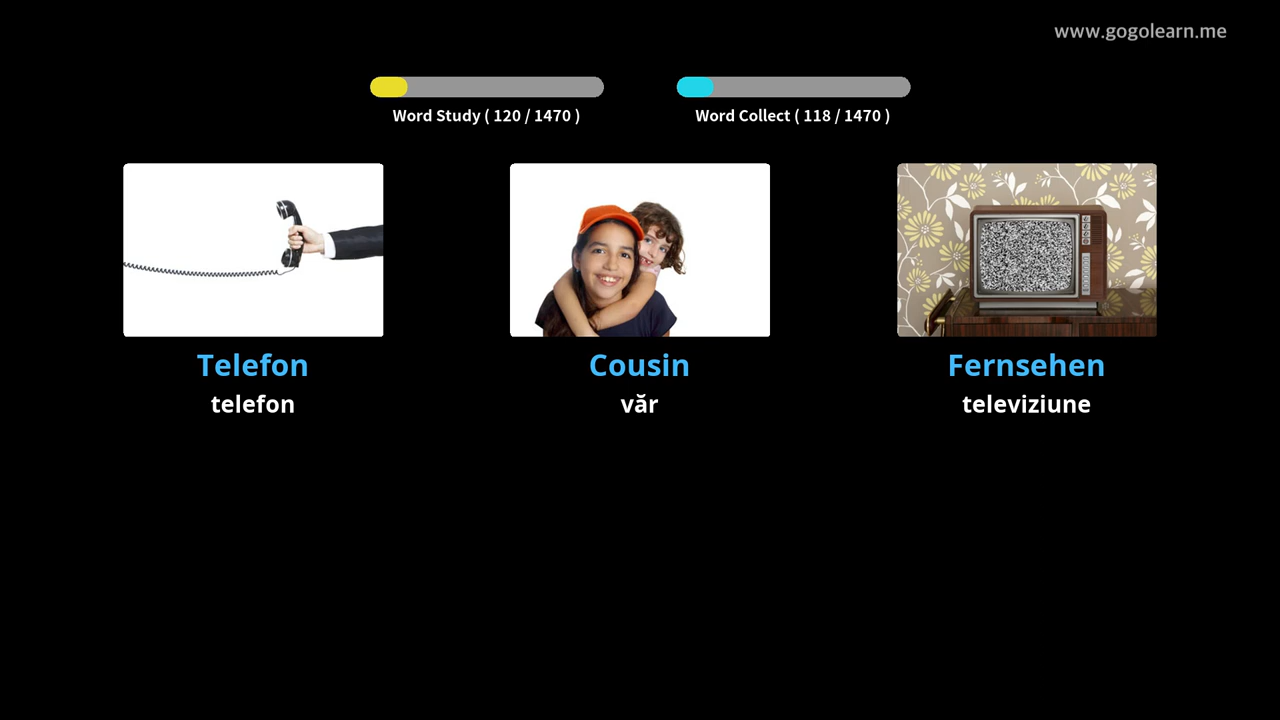 www.gogolearn.me
Word Study ( 120 / 1470 )
Word Collect ( 118 / 1470 )
Telefon
telefon
Cousin
văr
Fernsehen
televiziune